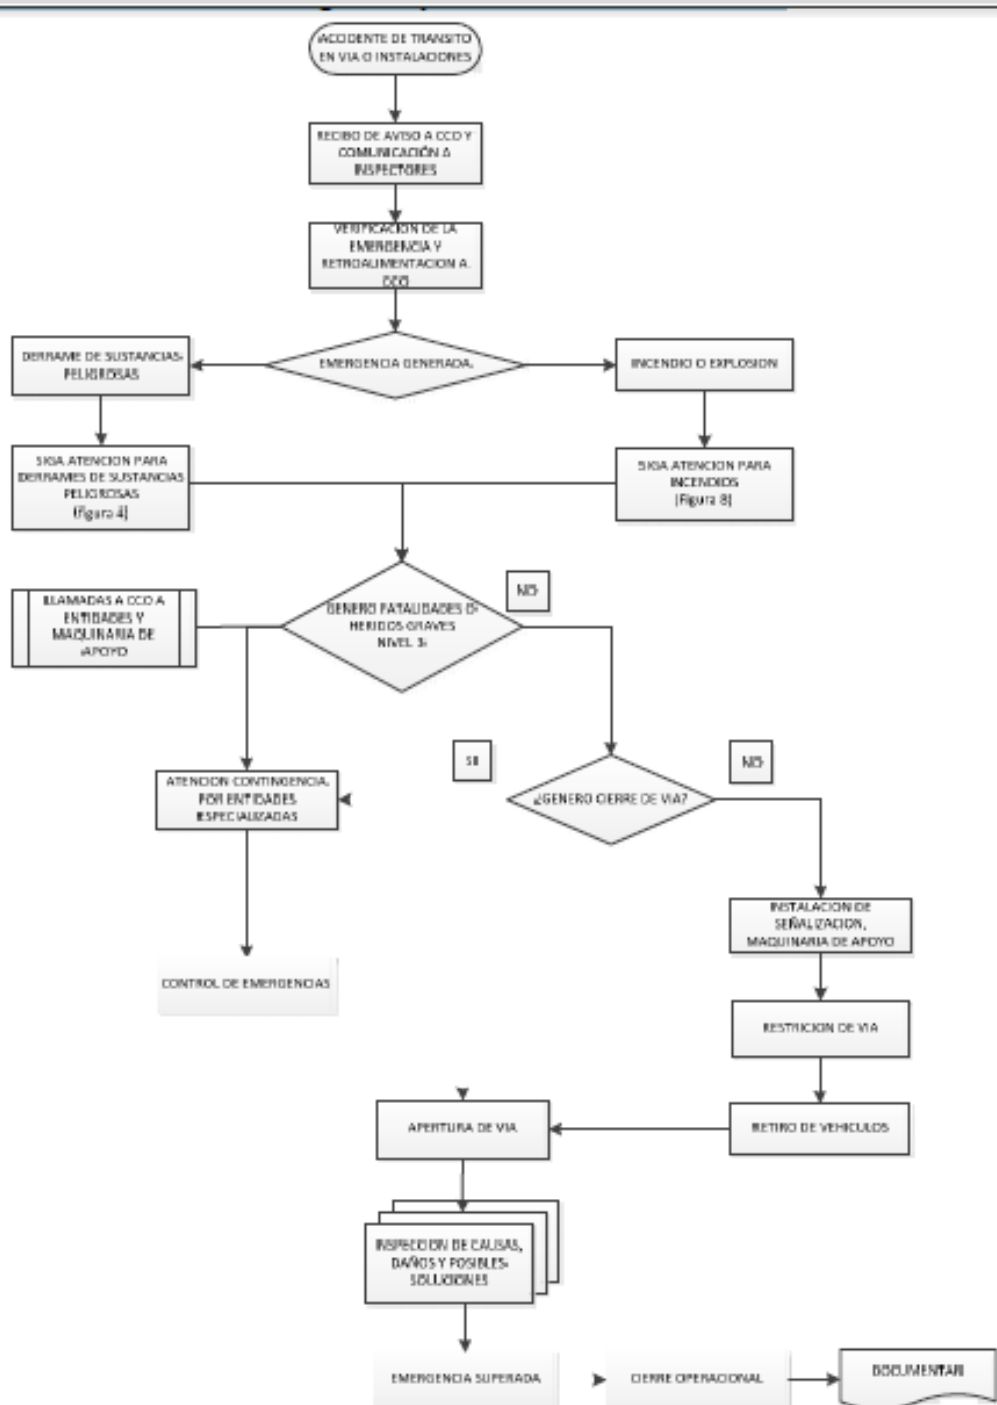 ACCIDENTE DE TRANSITO
EN VIA O INSTALACIONES
RECIBO DE AVISO A CCO Y
COMUNICACIÓN A
INSPECTORES
VERIFICACION DE LA
EMERGENCIA Y
RETROALIMENTACION A
CCO
DERRAME DE SUSTANCIAS
PELIGROSAS
EMERGENCIA GENERADA
INCENDIO O EXPLOSION
SIGA ATENCION PARA
DERRAMES DE SUSTANCIAS
PELIGROSAS
(Figura 4)
SIGA ATENCION PARA
INCENDIOS
(Figura 8)
LLAMADAS A CCO A
ENTIDADES Y
MAQUINARIA DE
APOYO
GENERO FATALIDADES O
HERIDOS GRAVES
NIVEL 3
NO
ATENCION CONTINGENCIA
POR ENTIDADES
ESPECIALIZADAS
SI
¿GENERO CIERRE DE VIA?
NO
INSTALACION DE
SEÑALIZACION,
MAQUINARIA DE APOYO
CONTROL DE EMERGENCIAS
RESTRICION DE VIA
APERTURA DE VIA
RETIRO DE VEHICULOS
INSPECCION DE CAUSAS,
DAÑOS Y POSIBLES
SOLUCIONES
EMERGENCIA SUPERADA
CIERRE OPERACIONAL
DOCUMENTAR